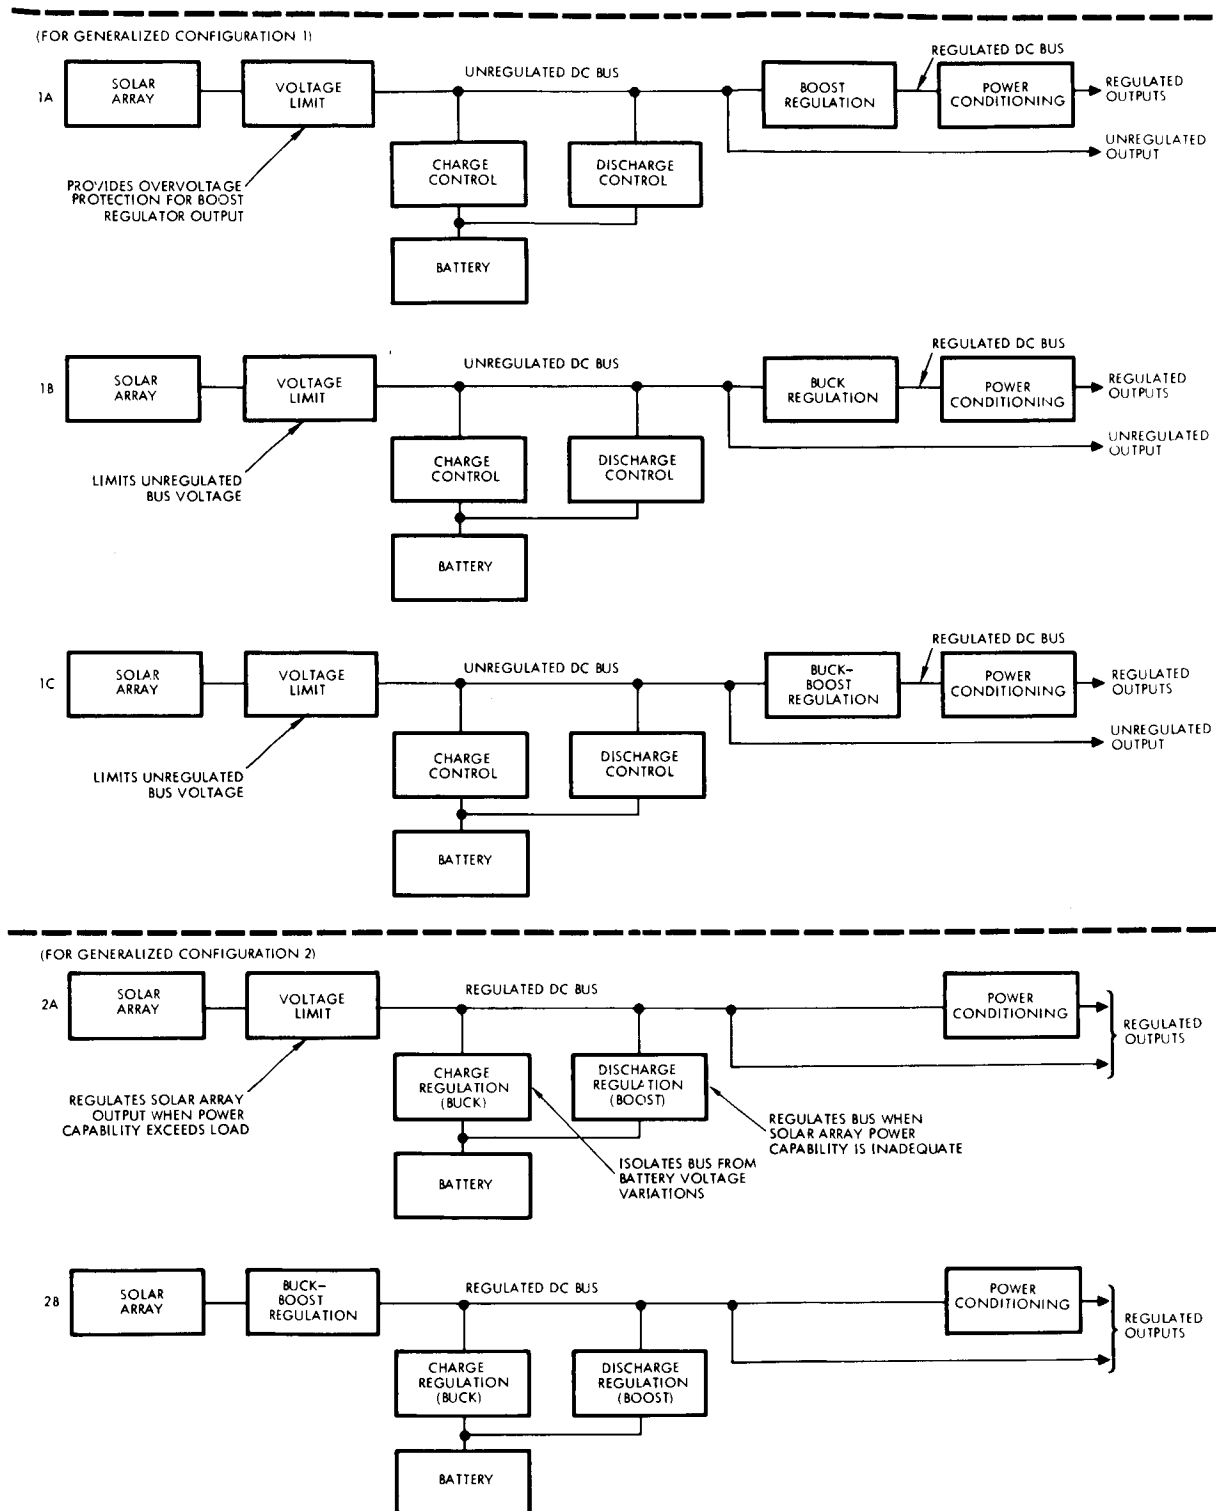 (FOR GENERALIZED CONFIGURATION 1)
1A
SOLAR
ARRAY
VOLTAGE
LIMIT
UNREGULATED DC BUS
BOOST
REGULATION
REGULATED DC BUS
POWER
CONDITIONING
REGULATED
OUTPUTS
UNREGULATED
OUTPUT
CHARGE
CONTROL
DISCHARGE
CONTROL
PROVIDES OVERVOLTAGE
PROTECTION FOR BOOST
REGULATOR OUTPUT
BATTERY
1B
SOLAR
ARRAY
VOLTAGE
LIMIT
UNREGULATED DC BUS
BUCK
REGULATION
REGULATED DC BUS
POWER
CONDITIONING
REGULATED
OUTPUTS
UNREGULATED
OUTPUT
CHARGE
CONTROL
DISCHARGE
CONTROL
LIMITS UNREGULATED
BUS VOLTAGE
BATTERY
1C
SOLAR
ARRAY
VOLTAGE
LIMIT
UNREGULATED DC BUS
BUCK-
BOOST
REGULATION
REGULATED DC BUS
POWER
CONDITIONING
REGULATED
OUTPUTS
UNREGULATED
OUTPUT
CHARGE
CONTROL
DISCHARGE
CONTROL
LIMITS UNREGULATED
BUS VOLTAGE
BATTERY
(FOR GENERALIZED CONFIGURATION 2)
2A
SOLAR
ARRAY
VOLTAGE
LIMIT
REGULATED DC BUS
POWER
CONDITIONING
REGULATED
OUTPUTS
CHARGE
REGULATION
(BUCK)
DISCHARGE
REGULATION
(BOOST)
REGULATES SOLAR ARRAY
OUTPUT WHEN POWER
CAPABILITY EXCEEDS LOAD
REGULATES BUS WHEN
SOLAR ARRAY POWER
CAPABILITY IS INADEQUATE
ISOLATES BUS FROM
BATTERY VOLTAGE
VARIATIONS
BATTERY
2B
SOLAR
ARRAY
BUCK-
BOOST
REGULATION
REGULATED DC BUS
POWER
CONDITIONING
REGULATED
OUTPUTS
CHARGE
REGULATION
(BUCK)
DISCHARGE
REGULATION
(BOOST)
BATTERY